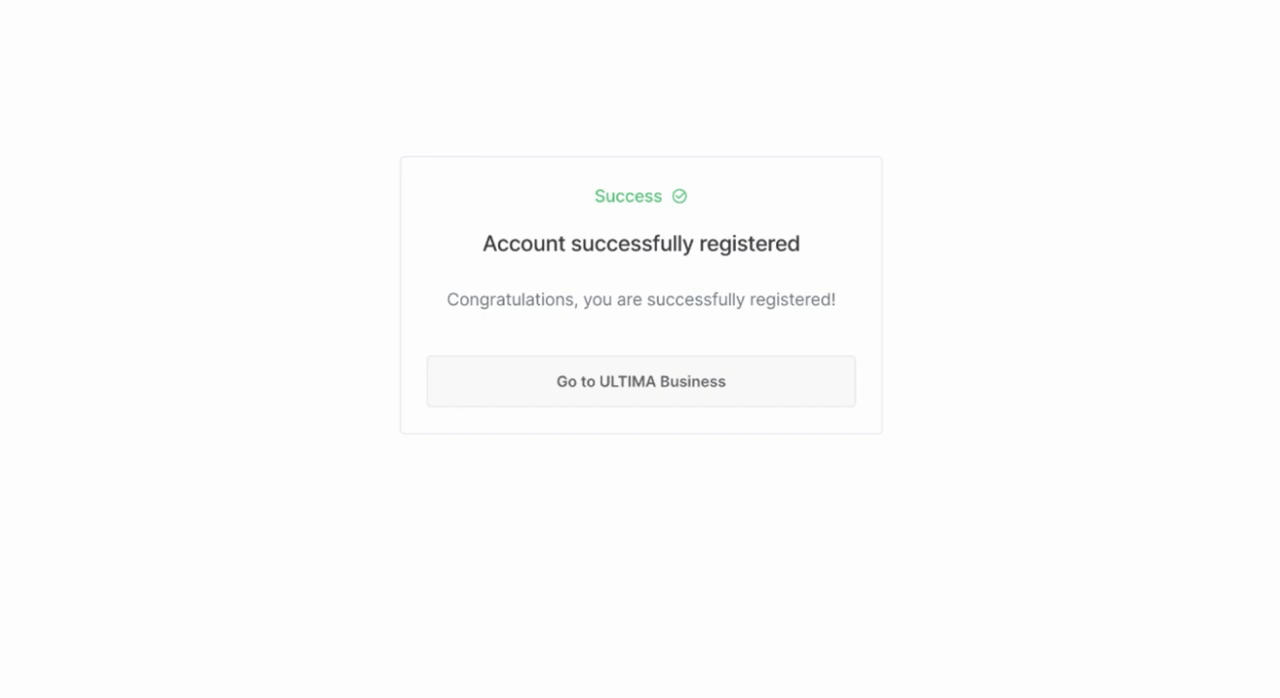 Success
Account successfully registered
Congratulations, you are successfully registered!
Go to ULTIMA Business